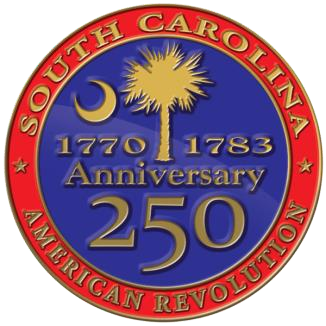 SOUTH CAROLINA
1770 1783
Anniversary
250
AMERICAN REVOLUTION